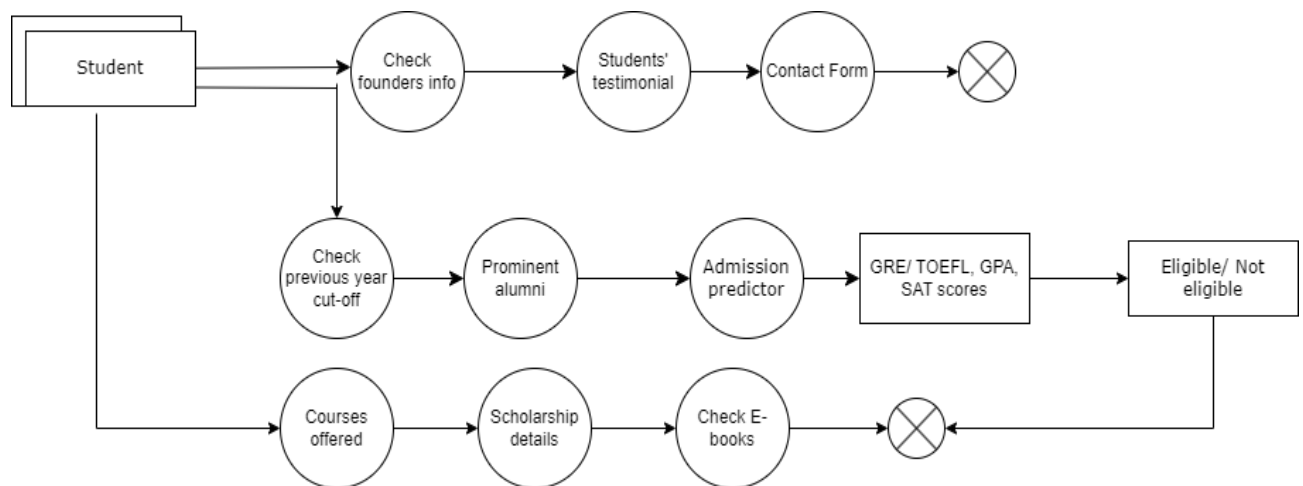 Student
Check
founders info
Students'
testimonial
Contact Form
Check
previous year
cut-off
Prominent
alumni
Admission
predictor
GRE/ TOEFL, GPA,
SAT scores
Eligible/ Not
eligible
Courses
offered
Scholarship
details
Check E-
books